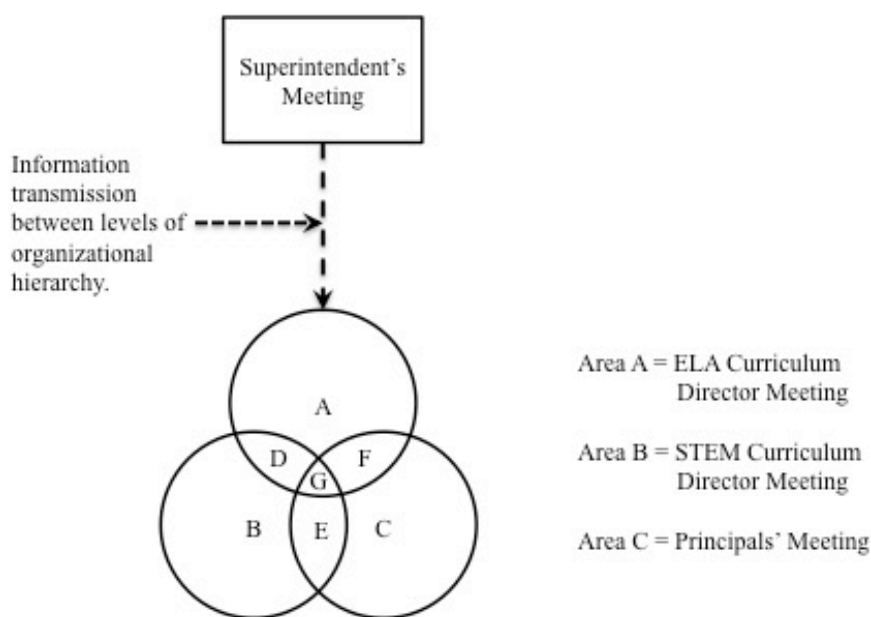 Superintendent’s
Meeting
Information
transmission
between levels of
organizational
hierarchy.
A
D
F
G
B
E
C
Area A = ELA Curriculum
Director Meeting
Area B = STEM Curriculum
Director Meeting
Area C = Principals’ Meeting